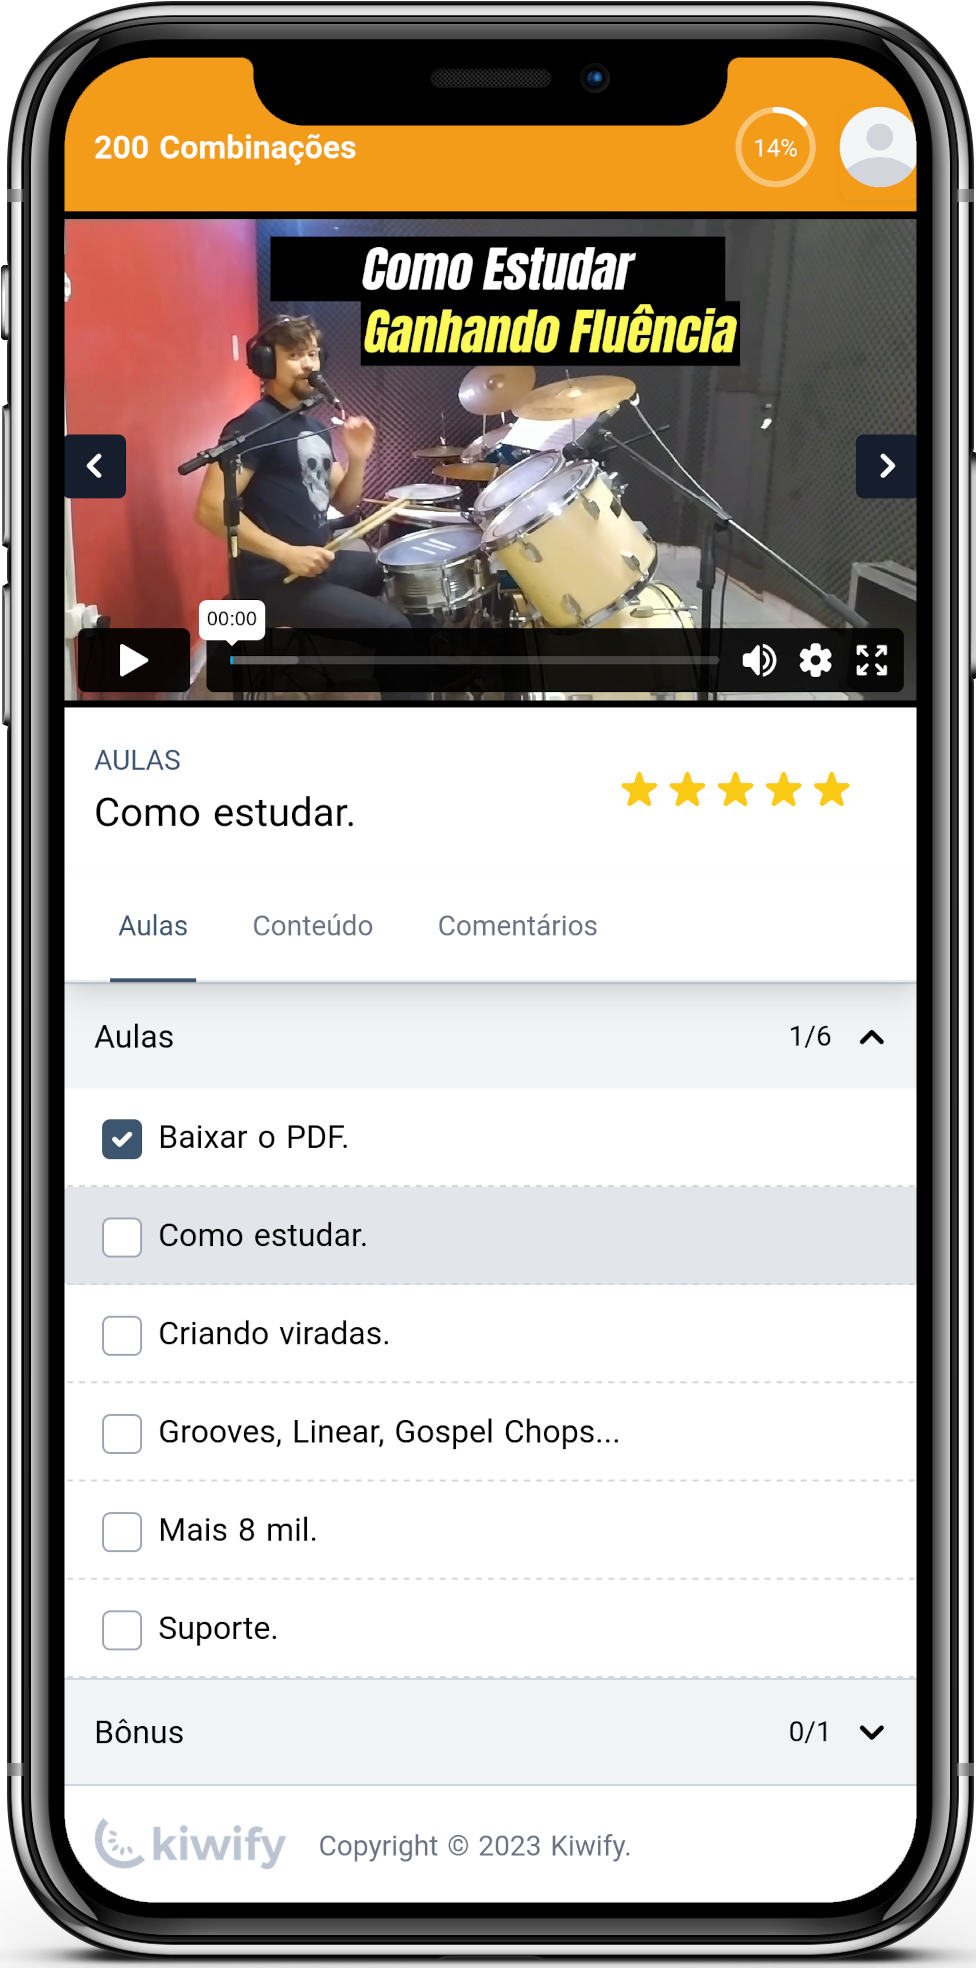 200 Combinações
14%
Como Estudar
Ganhando Fluência
00:00
AULAS
Como estudar.
Aulas Conteúdo Comentários
Aulas 1/6
Baixar o PDF.
Como estudar.
Criando viradas.
Grooves, Linear, Gospel Chops...
Mais 8 mil.
Suporte.
Bônus 0/1
kiwify Copyright © 2023 Kiwify.